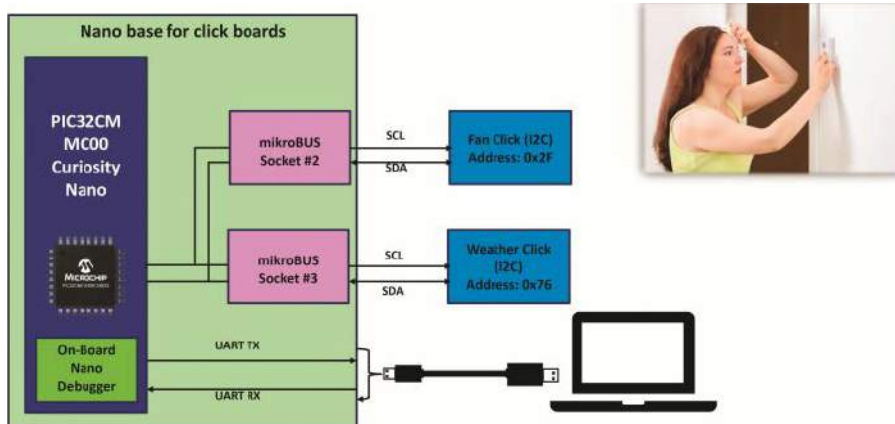 Nano base for click boards
PIC32CM
MC00
Curiosity
Nano
mikroBUS
Socket #2
SCL
SDA
Fan Click (I2C)
Address: 0x2F
mikroBUS
Socket #3
SCL
SDA
Weather Click
(I2C)
Address: 0x76
MICROCHIP
On-Board
Nano
Debugger
UART TX
UART RX